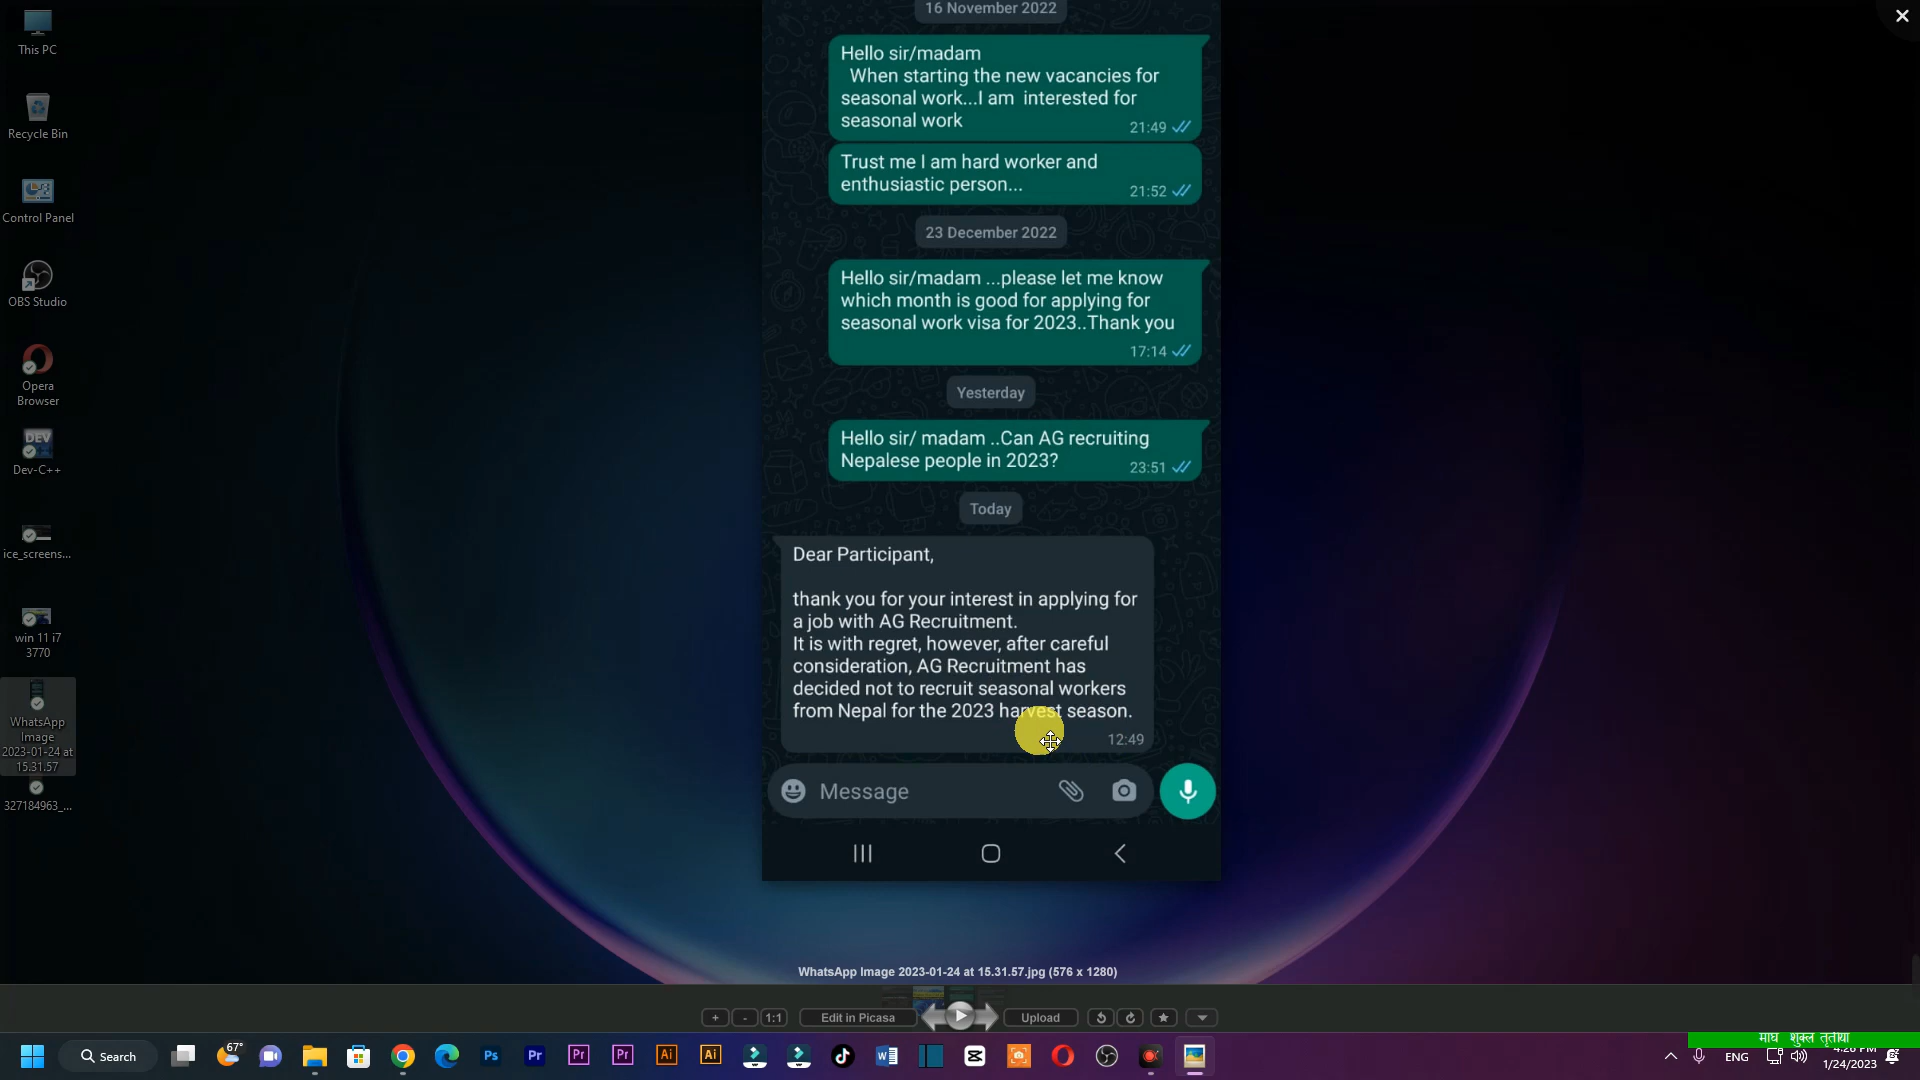 This PC
Recycle Bin
Control Panel
OBS Studio
Opera
Browser
DEV
Dev-C++
ice_screens...
win 11 i7
3770
WhatsApp
Image
2023-01-24 at
15.31.57
327184963_...
16 November 2022
Hello sir/madam
When starting the new vacancies for
seasonal work...I am interested for
seasonal work
21:49
Trust me I am hard worker and
enthusiastic person...
21:52
23 December 2022
Hello sir/madam ...please let me know
which month is good for applying for
seasonal work visa for 2023..Thank you
17:14
Yesterday
Hello sir/ madam ..Can AG recruiting
Nepalese people in 2023?
23:51
Today
Dear Participant,
thank you for your interest in applying for
a job with AG Recruitment.
It is with regret, however, after careful
consideration, AG Recruitment has
decided not to recruit seasonal workers
from Nepal for the 2023 harvest season.
12:49
Message
WhatsApp Image 2023-01-24 at 15.31.57.jpg (576 x 1280)
+ - 1:1 Edit in Picasa Upload
Search
67°
Ps
Pr
Pr
Pr
Ai
Ai
ENG
माघ शुक्ल तृतीया
4:26 PM
1/24/2023